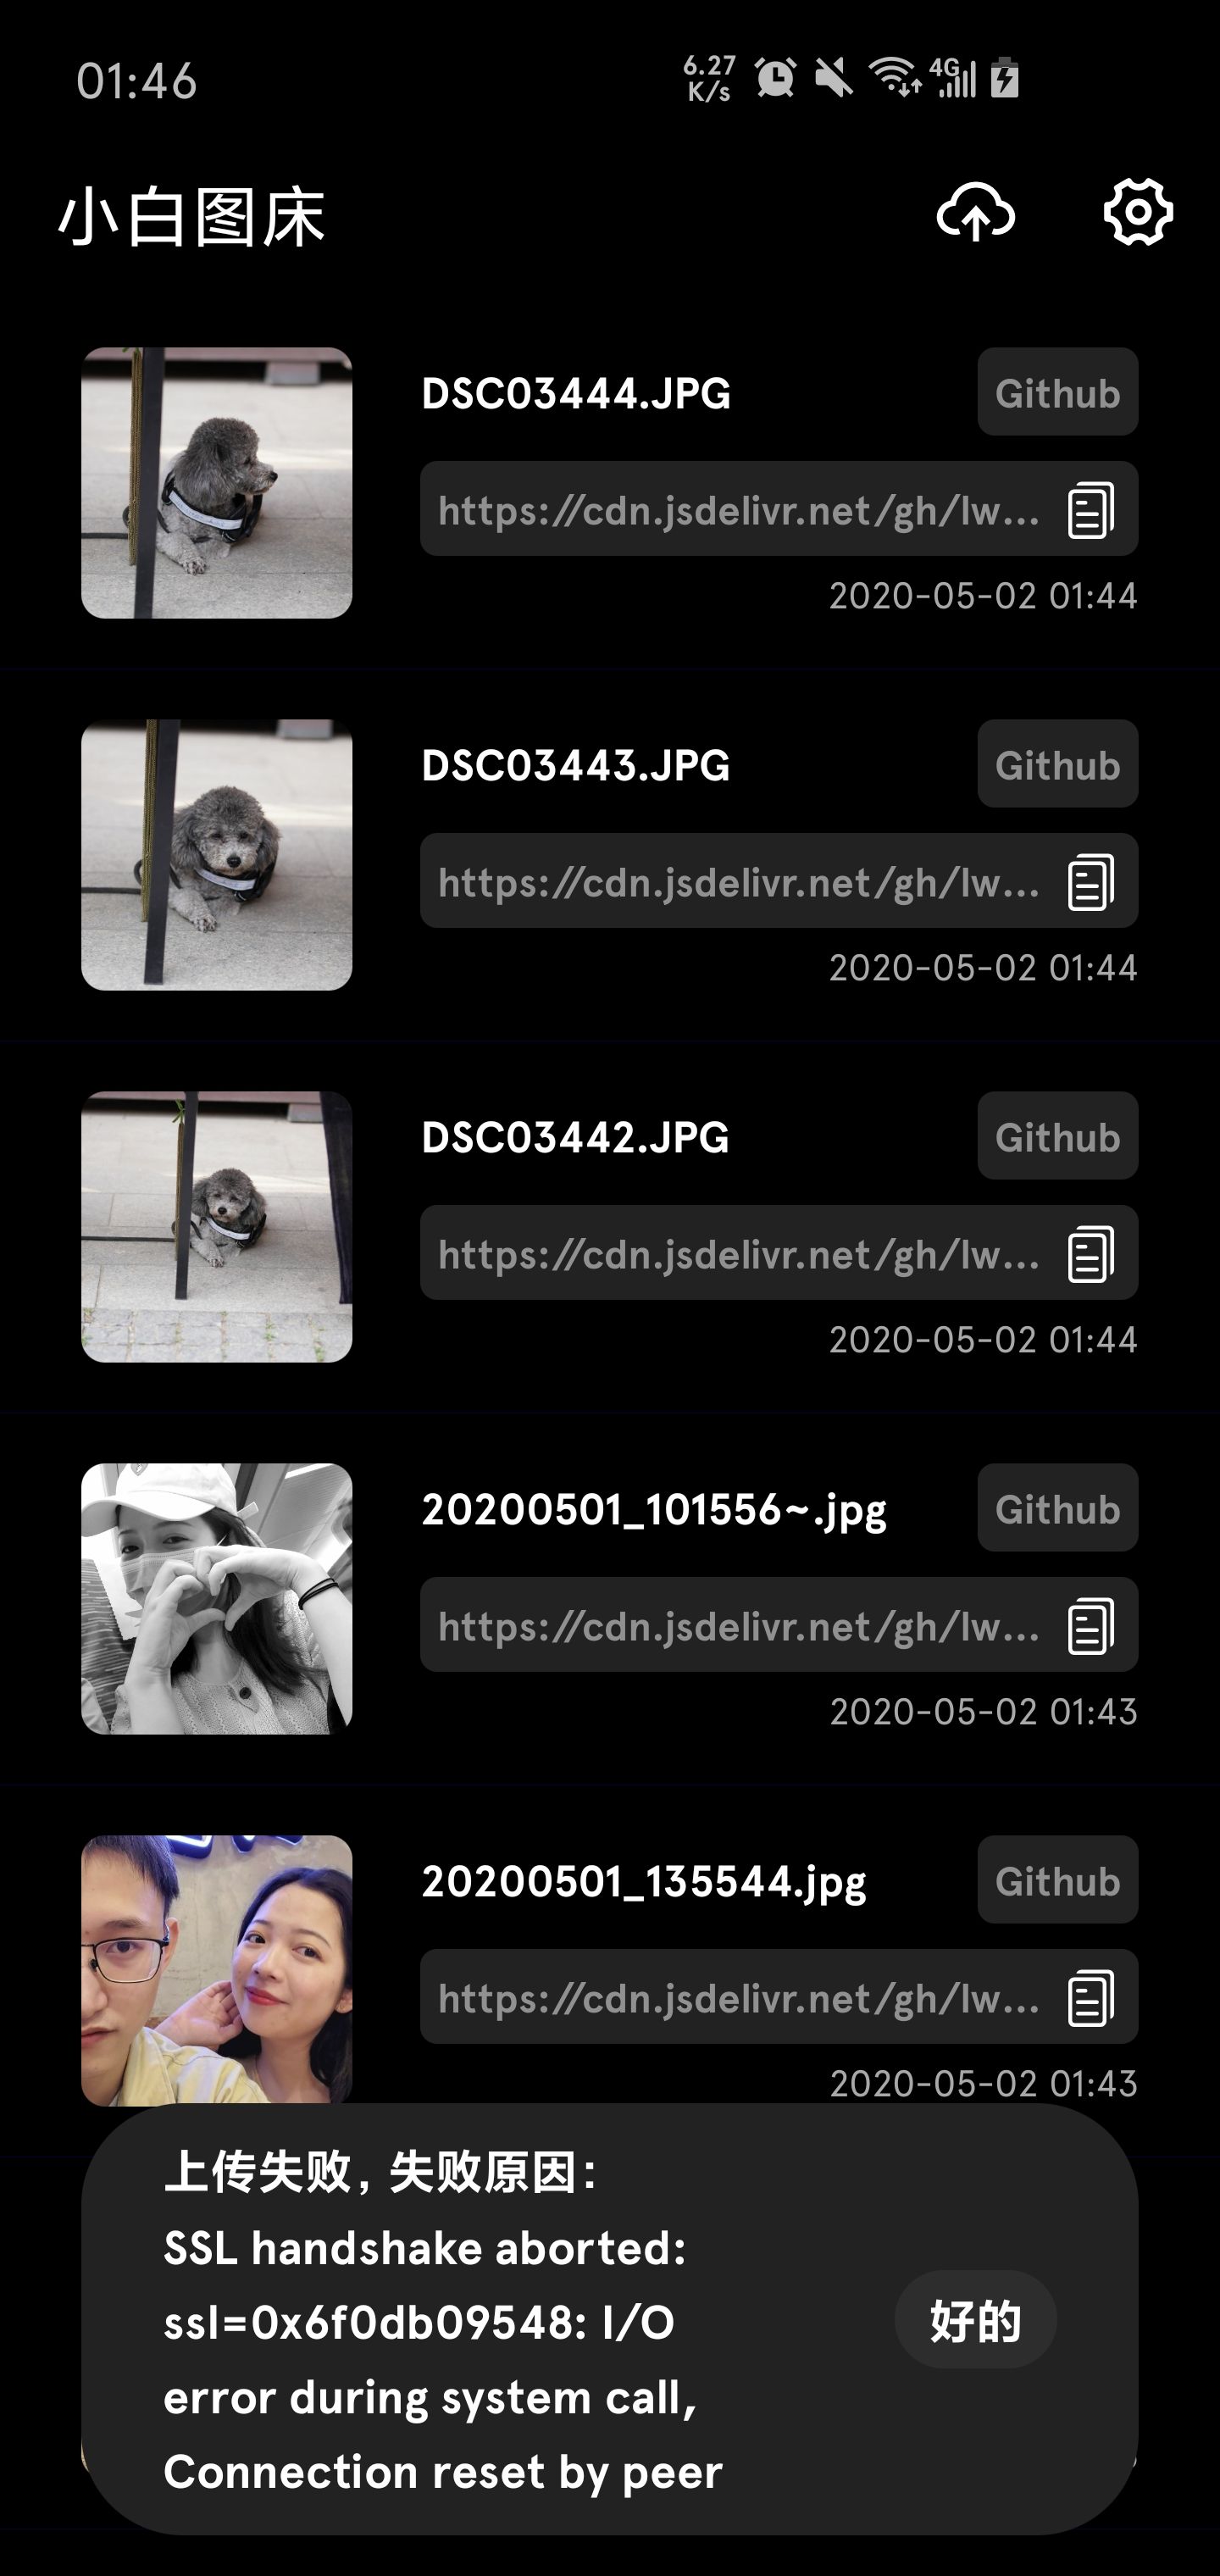 01:46
6.27
K/s
4G
小白图床
DSC03444.JPG
Github
https://cdn.jsdelivr.net/gh/lw...
2020-05-02 01:44
DSC03443.JPG
Github
https://cdn.jsdelivr.net/gh/lw...
2020-05-02 01:44
DSC03442.JPG
Github
https://cdn.jsdelivr.net/gh/lw...
2020-05-02 01:44
20200501_101556~.jpg
Github
https://cdn.jsdelivr.net/gh/lw...
2020-05-02 01:43
20200501_135544.jpg
Github
https://cdn.jsdelivr.net/gh/lw...
2020-05-02 01:43
上传失败, 失败原因:
SSL handshake aborted:
ssl=0x6f0db09548: I/O
error during system call,
Connection reset by peer
好的